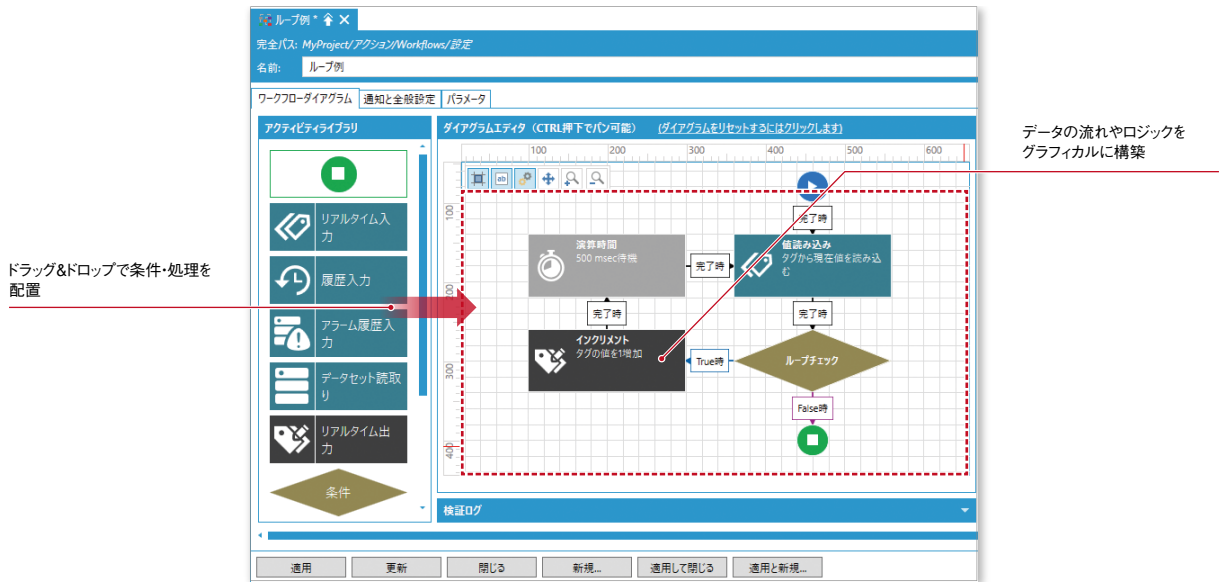 ループ例 *
完全パス: MyProject/アクション/Workflows/設定
名前: ループ例
ワークフローダイアグラム 通知と全般設定 パラメータ
アクティビティライブラリ
リアルタイム入
力
履歴入力
アラーム履歴入
力
データセット読取
り
リアルタイム出
力
条件
ダイアグラムエディタ（CTRL押下でパン可能） (ダイアグラムをリセットするにはクリックします)
100 200 300 400 500 600
ab
100
200
300
400
完了時
演算時間
500 msec待機
完了時
値読み込み
タグから現在値を読み込
む
完了時
完了時
インクリメント
タグの値を1増加
True時
ループチェック
False時
検証ログ
適用 更新 閉じる 新規... 適用して閉じる 適用と新規...
ドラッグ&ドロップで条件・処理を
配置
データの流れやロジックを
グラフィカルに構築